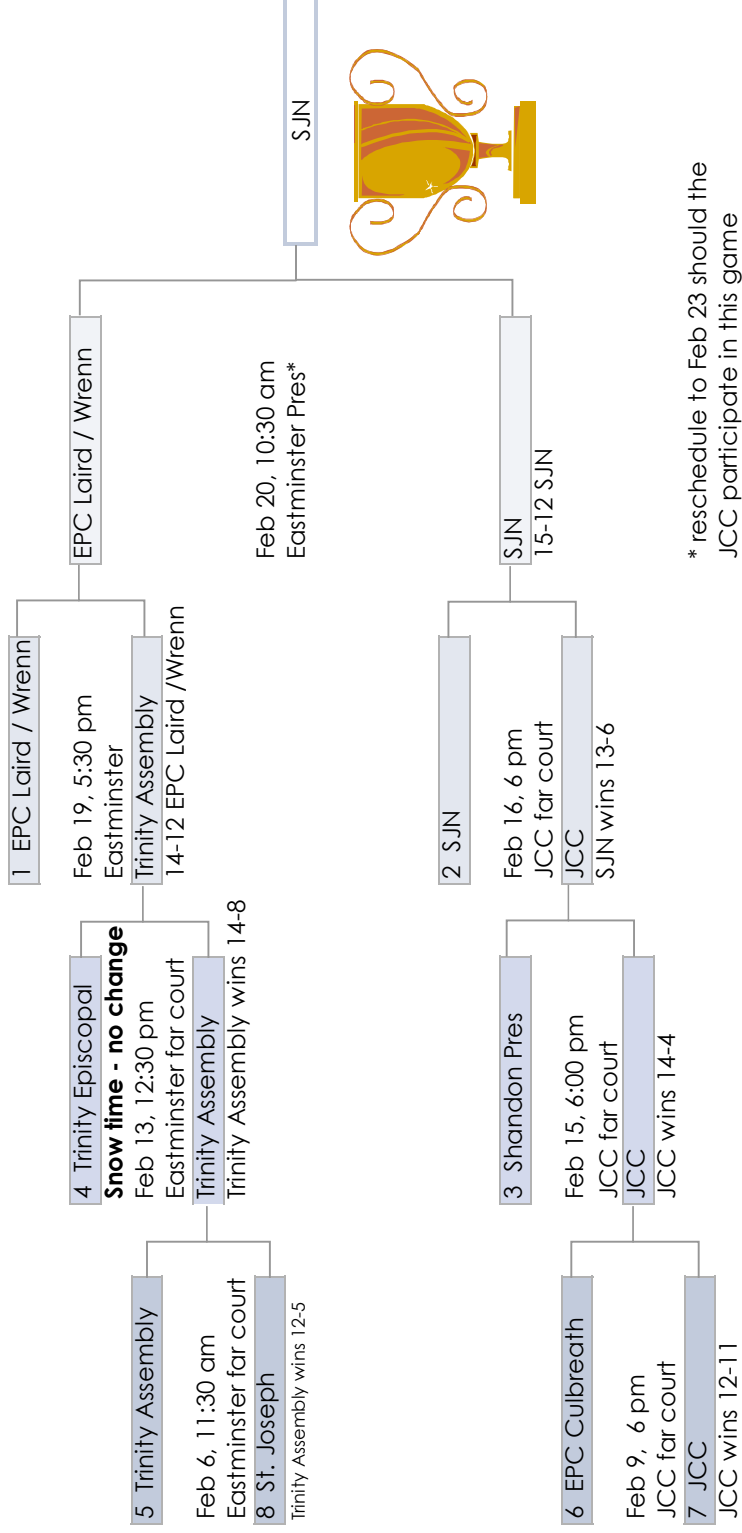 5 Trinity Assembly
Feb 6, 11:30 am
Eastminster far court
8 St. Joseph
Trinity Assembly wins 12-5
6 EPC Culbreath
Feb 9, 6 pm
JCC far court
7 JCC
JCC wins 12-11
4 Trinity Episcopal
Snow time - no change
Feb 13, 12:30 pm
Eastminster far court
Trinity Assembly
Trinity Assembly wins 14-8
3 Shandon Pres
Feb 15, 6:00 pm
JCC far court
JCC
JCC wins 14-4
1 EPC Laird / Wrenn
Feb 19, 5:30 pm
Eastminster
Trinity Assembly
14-12 EPC Laird /Wrenn
2 SJN
Feb 16, 6 pm
JCC far court
JCC
SJN wins 13-6
EPC Laird / Wrenn
Feb 20, 10:30 am
Eastminster Pres*
SJN
15-12 SJN
SJN
* reschedule to Feb 23 should the
JCC participate in this game